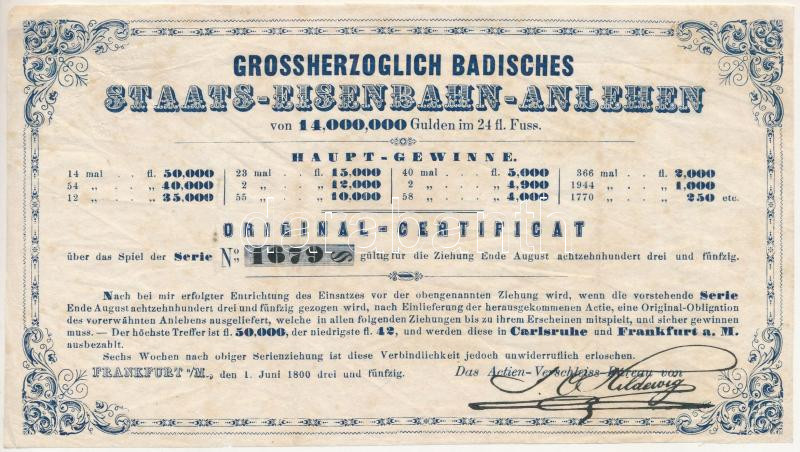 GROSSHERZOGLICH BADISCHES
STAATS-EISENBAHN-ANLEHEN
von 14,000,000 Gulden im 24 fl. Fuss.
HAUPT-GEWINNE.
14 mal . . fl. 50,000 23 mal . . fl. 15,000 40 mal . . fl. 5,000 366 mal . . fl. 2,000
54 „ . . „ 40,000 2 „ . . „ 12,000 2 „ . . „ 4,900 1944 „ . . „ 1,000
12 „ . . „ 35,000 55 „ . . „ 10,000 58 „ . . „ 4,000 1770 „ . . „ 250 etc.
ORIGINAL-CERTIFICAT
über das Spiel der Serie No. 1679 gültig für die Ziehung Ende August achtzehnhundert drei und fünfzig.
Nach bei mir erfolgter Entrichtung des Einsatzes vor der obengenannten Ziehung wird, wenn die vorstehende Serie
Ende August achtzehnhundert drei und fünfzig gezogen wird, nach Einlieferung der herausgekommenen Actie, eine Original-Obligation
des vorerwähnten Anlehens ausgeliefert, welche in allen folgenden Ziehungen bis zu ihrem Erscheinen mitspielt, und sicher gewinnen
muss. — Der höchste Treffer ist fl. 50,000, der niedrigste fl. 42, und werden diese in Carlsruhe und Frankfurt a. M.
ausbezahlt.
Sechs Wochen nach obiger Serienziehung ist diese Verbindlichkeit jedoch unwiderruflich erloschen.
FRANKFURT a/M., den 1. Juni 1800 drei und fünfzig. Das Actien-Verschleiss-Bureau von
Hildewig
darabanth